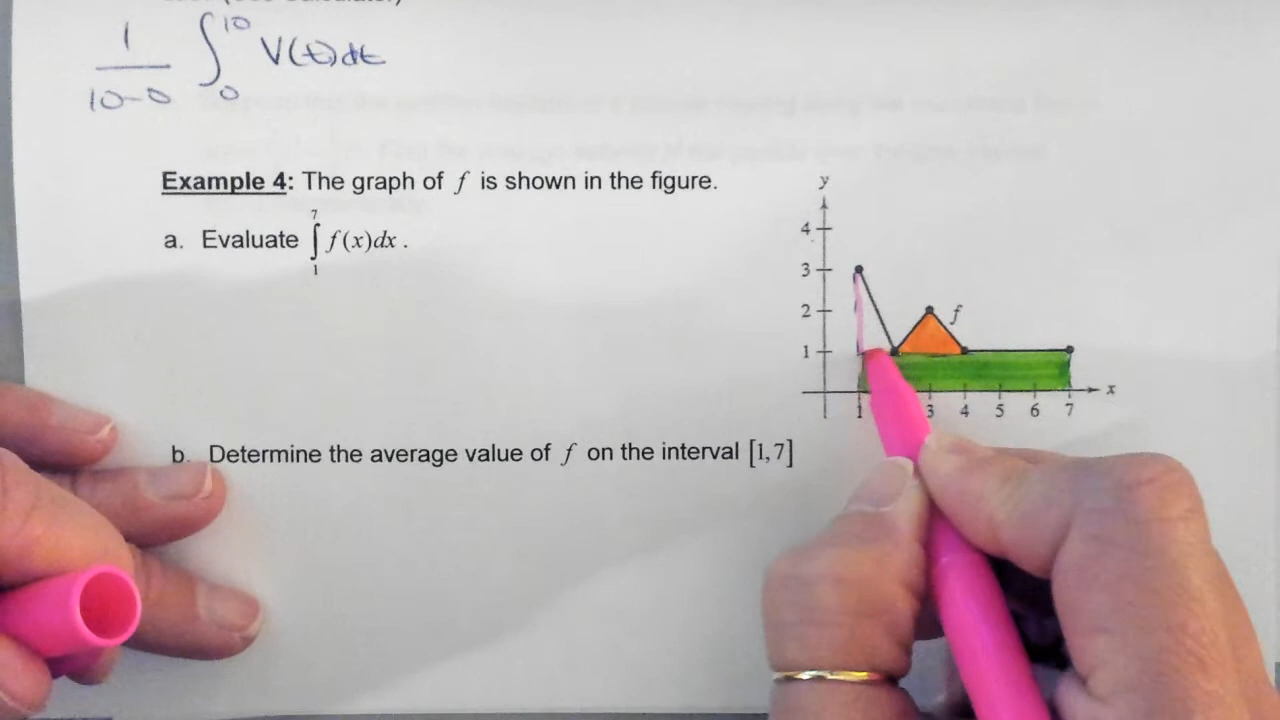 1
10-0
∫₀¹⁰ V(t)dt
Example 4: The graph of f is shown in the figure.
a. Evaluate ∫₁⁷ f(x)dx .
b. Determine the average value of f on the interval [1,7]
y
4
3
2
1
f
1 3 4 5 6 7
x